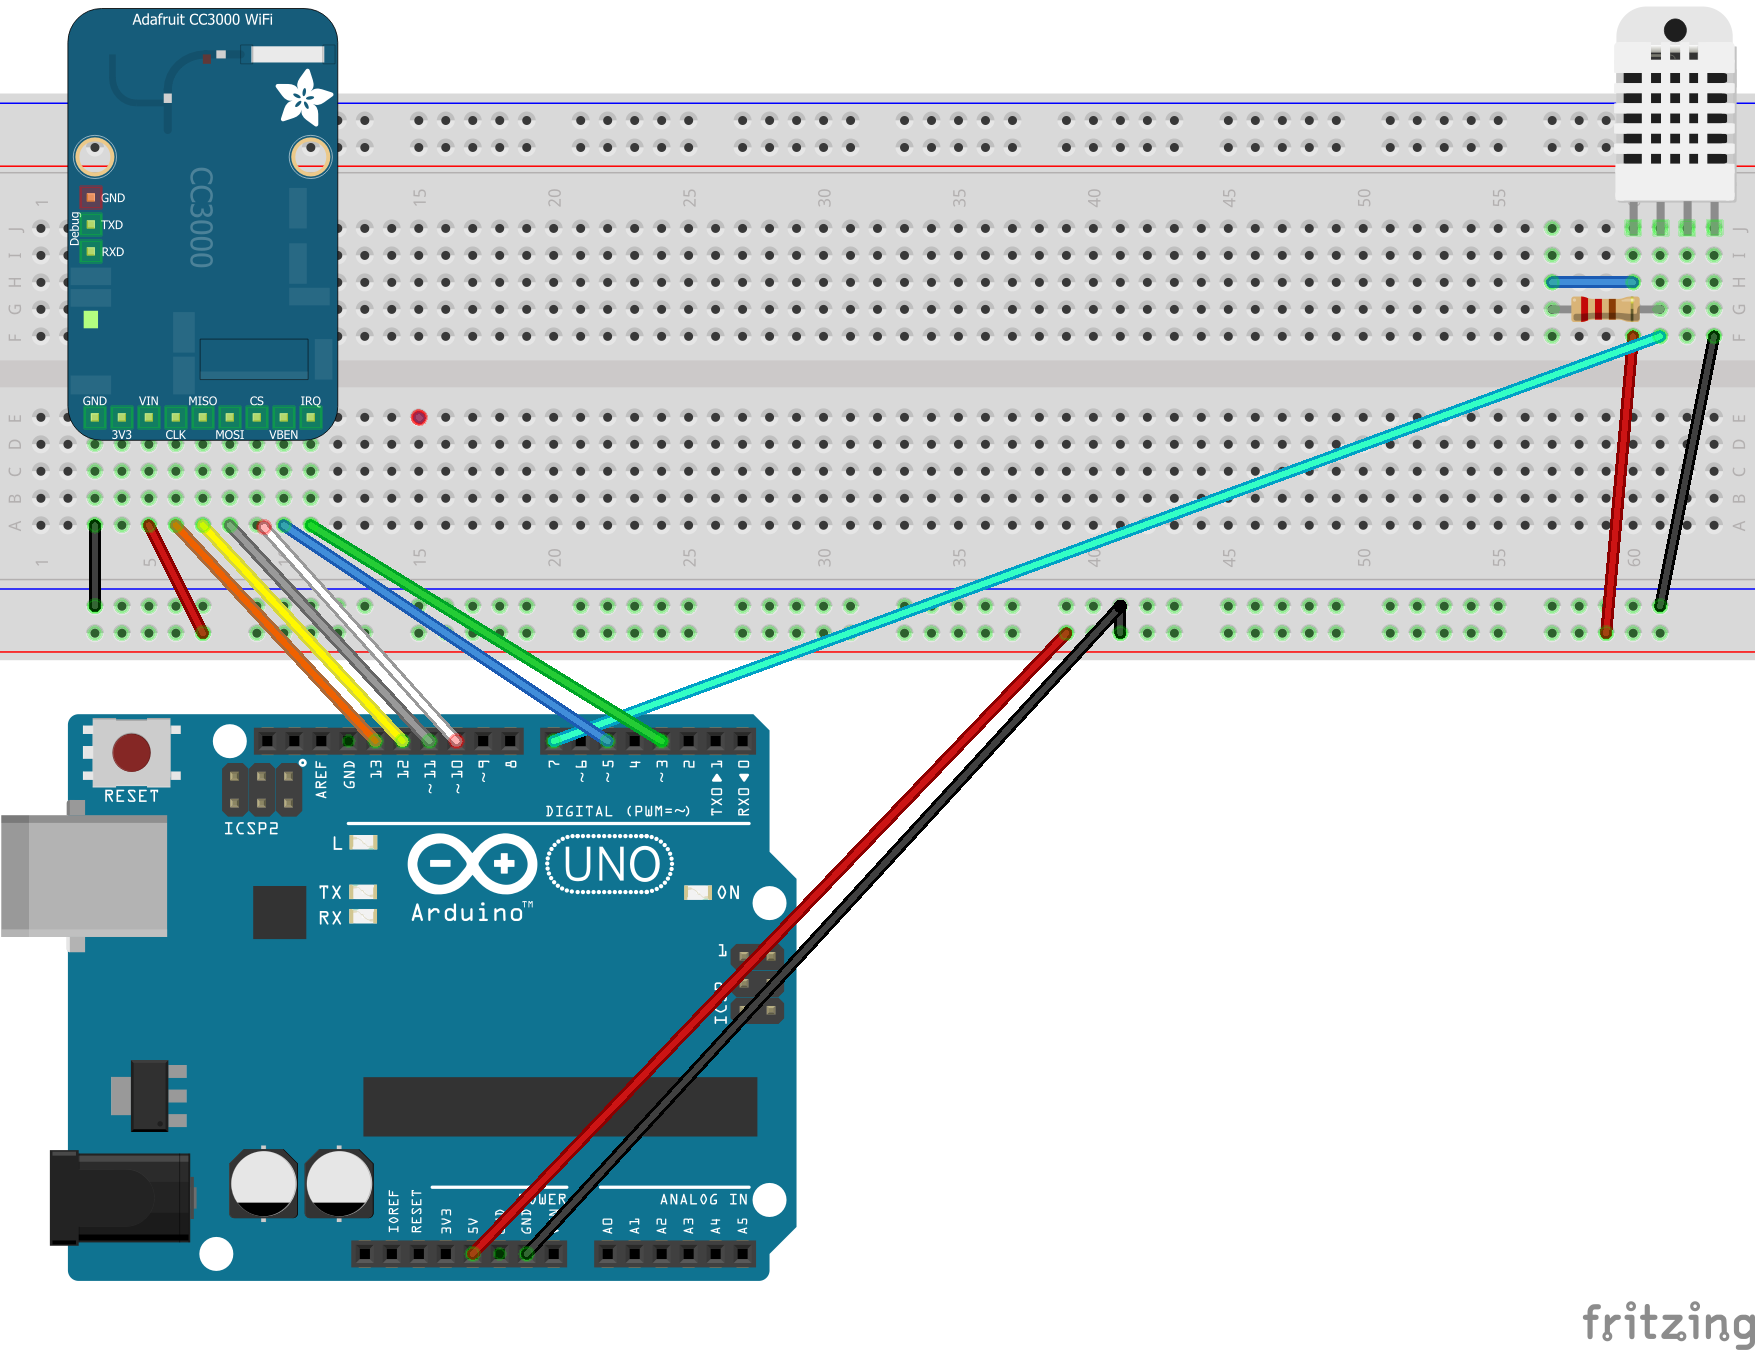 Adafruit CC3000 WiFi
CC3000
Debug
GND
TXD
RXD
GND VIN MISO CS IRQ
3V3 CLK MOSI VBEN
1 15 20 25 30 35 40 45 50 55
J J
I I
H H
G G
F F
E E
D D
C C
B B
A A
1 5 15 20 25 30 35 40 45 50 55 60
RESET
ICSP2
AREF GND 13 12 ~11 ~10 ~9 8 7 ~6 ~5 4 ~3 2 TX0▶1 RX0◀0
DIGITAL (PWM=~)
L
TX
RX
UNO
ON
Arduino™
1
IOREF RESET 3V3 5V GND
ANALOG IN
A0 A1 A2 A3 A4 A5
fritzing